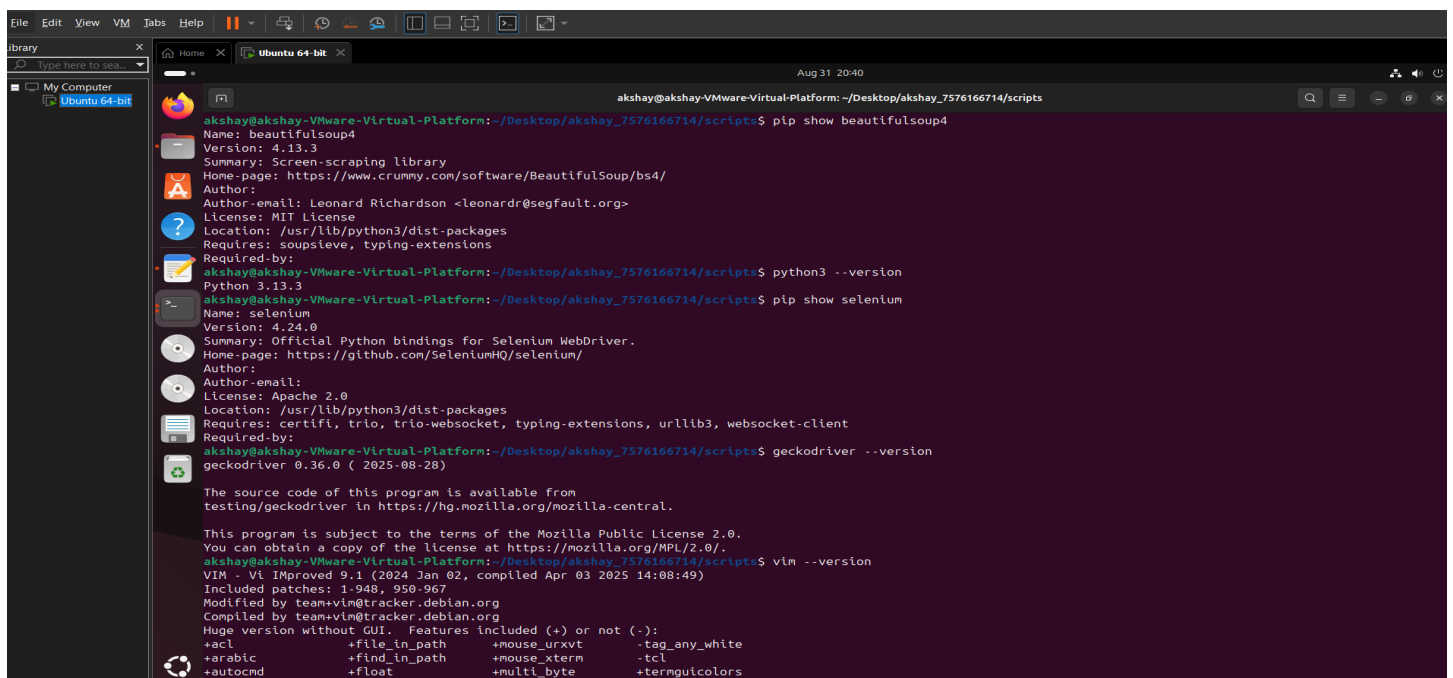 File Edit View VM Tabs Help
Library
Home Ubuntu 64-bit
Type here to sea...
Aug 31 20:40
My Computer
Ubuntu 64-bit
akshay@akshay-VMware-Virtual-Platform: ~/Desktop/akshay_7576166714/scripts
akshay@akshay-VMware-Virtual-Platform:~/Desktop/akshay_7576166714/scripts$ pip show beautifulsoup4
Name: beautifulsoup4
Version: 4.13.3
Summary: Screen-scraping library
Home-page: https://www.crummy.com/software/BeautifulSoup/bs4/
Author:
Author-email: Leonard Richardson <leonardr@segfault.org>
License: MIT License
Location: /usr/lib/python3/dist-packages
Requires: soupsieve, typing-extensions
Required-by:
akshay@akshay-VMware-Virtual-Platform:~/Desktop/akshay_7576166714/scripts$ python3 --version
Python 3.13.3
akshay@akshay-VMware-Virtual-Platform:~/Desktop/akshay_7576166714/scripts$ pip show selenium
Name: selenium
Version: 4.24.0
Summary: Official Python bindings for Selenium WebDriver.
Home-page: https://github.com/SeleniumHQ/selenium/
Author:
Author-email:
License: Apache 2.0
Location: /usr/lib/python3/dist-packages
Requires: certifi, trio, trio-websocket, typing-extensions, urllib3, websocket-client
Required-by:
akshay@akshay-VMware-Virtual-Platform:~/Desktop/akshay_7576166714/scripts$ geckodriver --version
geckodriver 0.36.0 ( 2025-08-28)
The source code of this program is available from
testing/geckodriver in https://hg.mozilla.org/mozilla-central.
This program is subject to the terms of the Mozilla Public License 2.0.
You can obtain a copy of the license at https://mozilla.org/MPL/2.0/.
akshay@akshay-VMware-Virtual-Platform:~/Desktop/akshay_7576166714/scripts$ vim --version
VIM - Vi IMproved 9.1 (2024 Jan 02, compiled Apr 03 2025 14:08:49)
Included patches: 1-948, 950-967
Modified by team+vim@tracker.debian.org
Compiled by team+vim@tracker.debian.org
Huge version without GUI.  Features included (+) or not (-):
+acl +file_in_path +mouse_urxvt -tag_any_white
+arabic +find_in_path +mouse_xterm -tcl
+autocmd +float +multi_byte +termguicolors